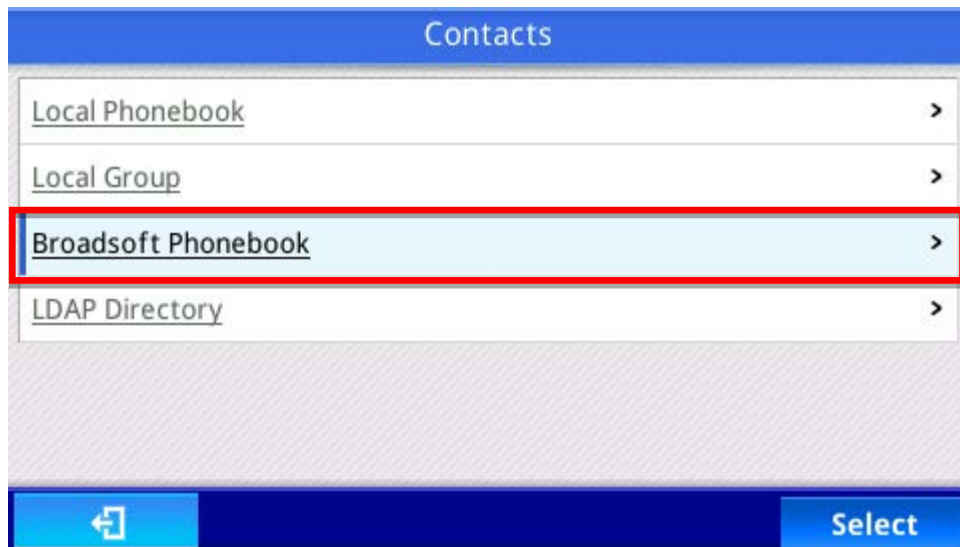 Contacts
Local Phonebook >
Local Group >
Broadsoft Phonebook >
LDAP Directory >
Select